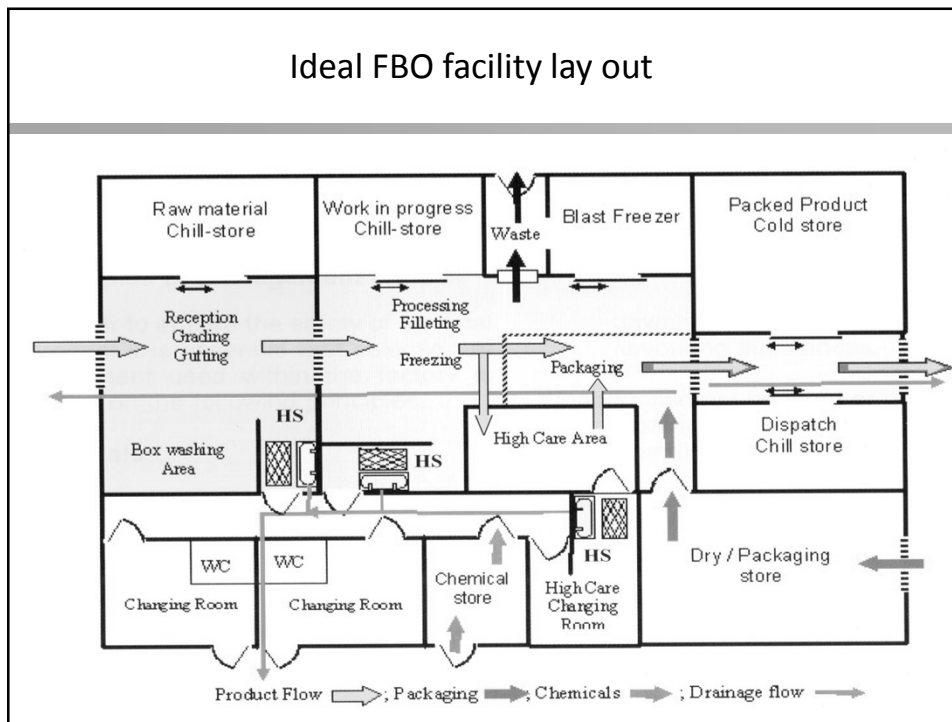 Ideal FBO facility lay out
Raw material
Chill-store
Work in progress
Chill-store
Waste
Blast Freezer
Packed Product
Cold store
Reception
Grading
Gutting
Processing
Filleting
Freezing
Packaging
HS
Box washing
Area
HS
High Care Area
Dispatch
Chill store
WC
WC
Changing Room
Changing Room
Chemical
store
HS
High Care
Changing
Room
Dry / Packaging
store
Product Flow ; Packaging ; Chemicals ; Drainage flow